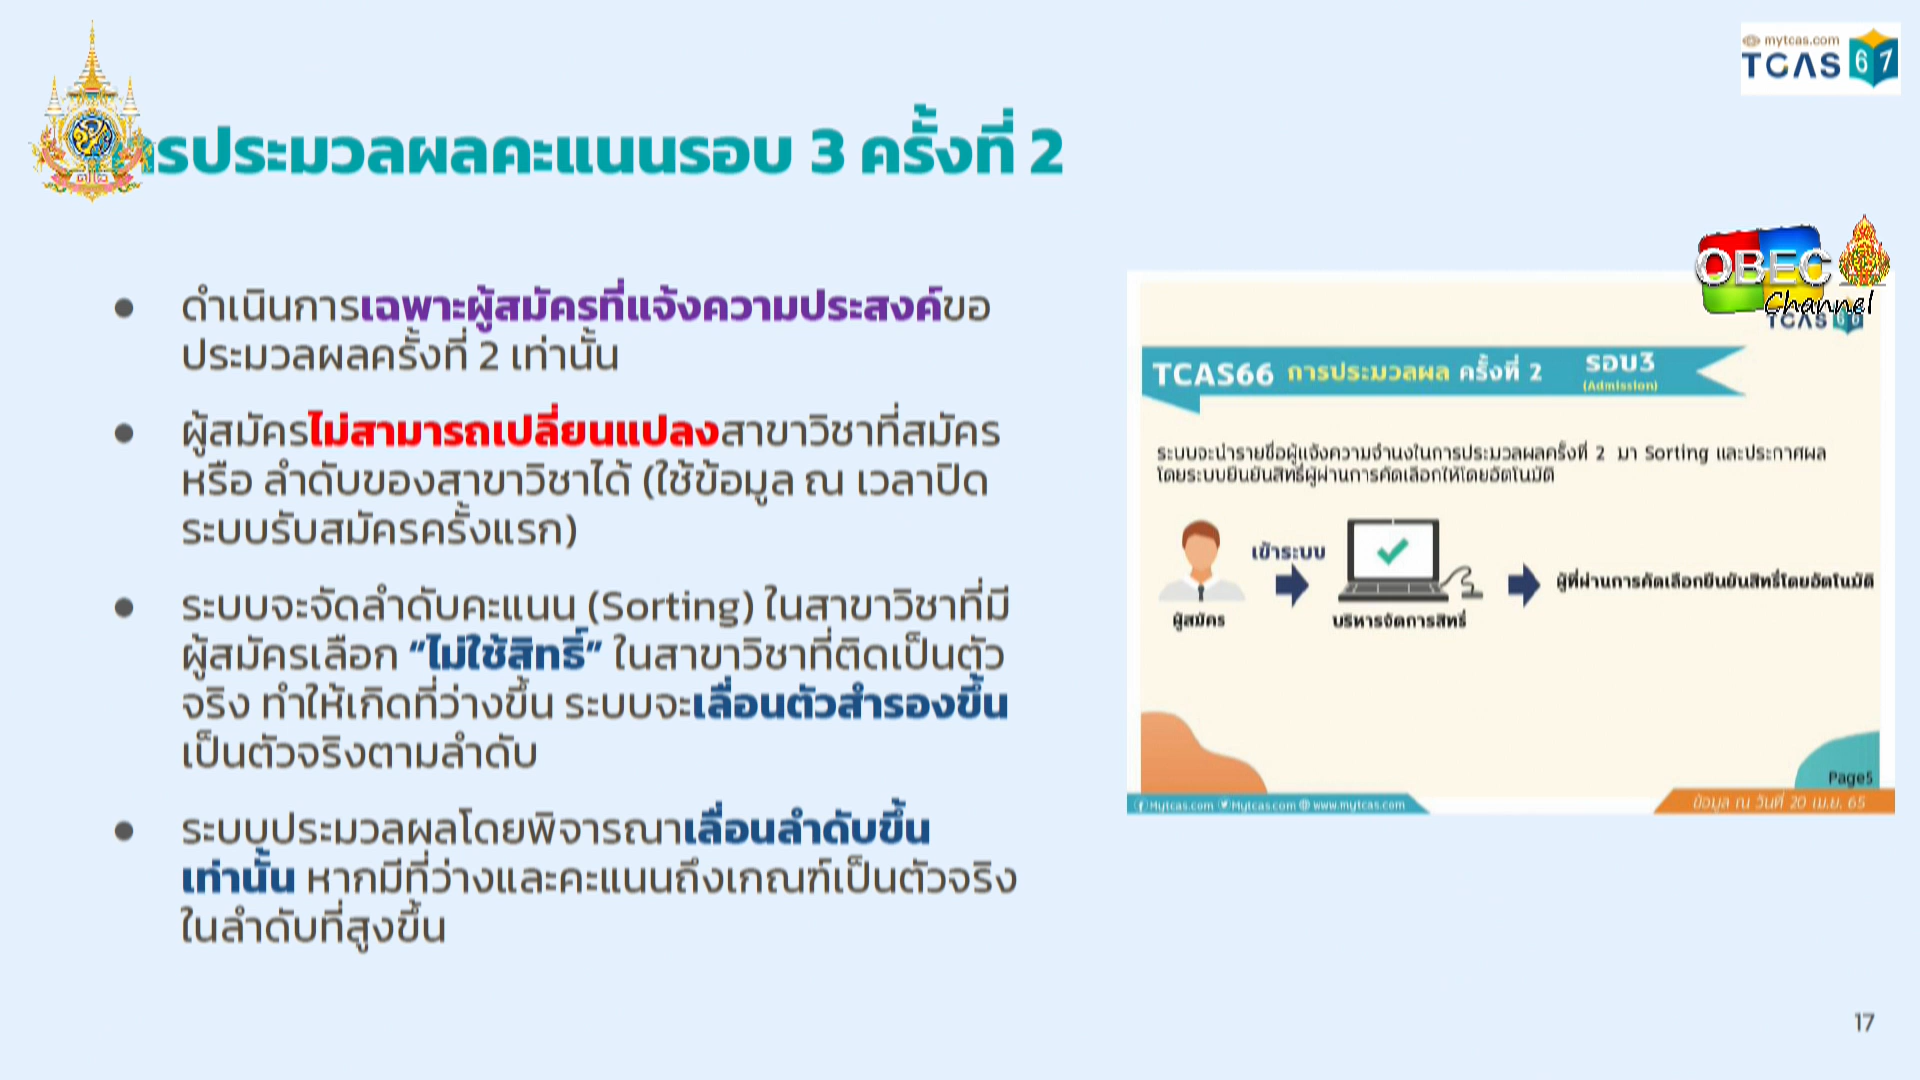 mytcas.com
TCAS 67
รประมวลผลคะแนนรอบ 3 ครั้งที่ 2
OBEC
Channel
TCAS 66
● ดำเนินการเฉพาะผู้สมัครที่แจ้งความประสงค์ขอ
ประมวลผลครั้งที่ 2 เท่านั้น
● ผู้สมัครไม่สามารถเปลี่ยนแปลงสาขาวิชาที่สมัคร
หรือ ลำดับของสาขาวิชาได้ (ใช้ข้อมูล ณ เวลาปิด
ระบบรับสมัครครั้งแรก)
● ระบบจะจัดลำดับคะแนน (Sorting) ในสาขาวิชาที่มี
ผู้สมัครเลือก “ไม่ใช้สิทธิ์” ในสาขาวิชาที่ติดเป็นตัว
จริง ทำให้เกิดที่ว่างขึ้น ระบบจะเลื่อนตัวสำรองขึ้น
เป็นตัวจริงตามลำดับ
● ระบบประมวลผลโดยพิจารณาเลื่อนลำดับขึ้น
เท่านั้น หากมีที่ว่างและคะแนนถึงเกณฑ์เป็นตัวจริง
ในลำดับที่สูงขึ้น
TCAS66 การประมวลผล ครั้งที่ 2 รอบ3
(Admission)
ระบบจะนำรายชื่อผู้แจ้งความจำนงในการประมวลผลครั้งที่ 2 มา Sorting และประกาศผล
โดยระบบยืนยันสิทธิ์ผู้ผ่านการคัดเลือกให้โดยอัตโนมัติ
เข้าระบบ
ผู้ที่ผ่านการคัดเลือกยืนยันสิทธิ์โดยอัตโนมัติ
ผู้สมัคร
บริหารจัดการสิทธิ์
Page5
Mytcas.com Mytcas.com www.mytcas.com
ข้อมูล ณ วันที่ 20 เม.ย. 65
17